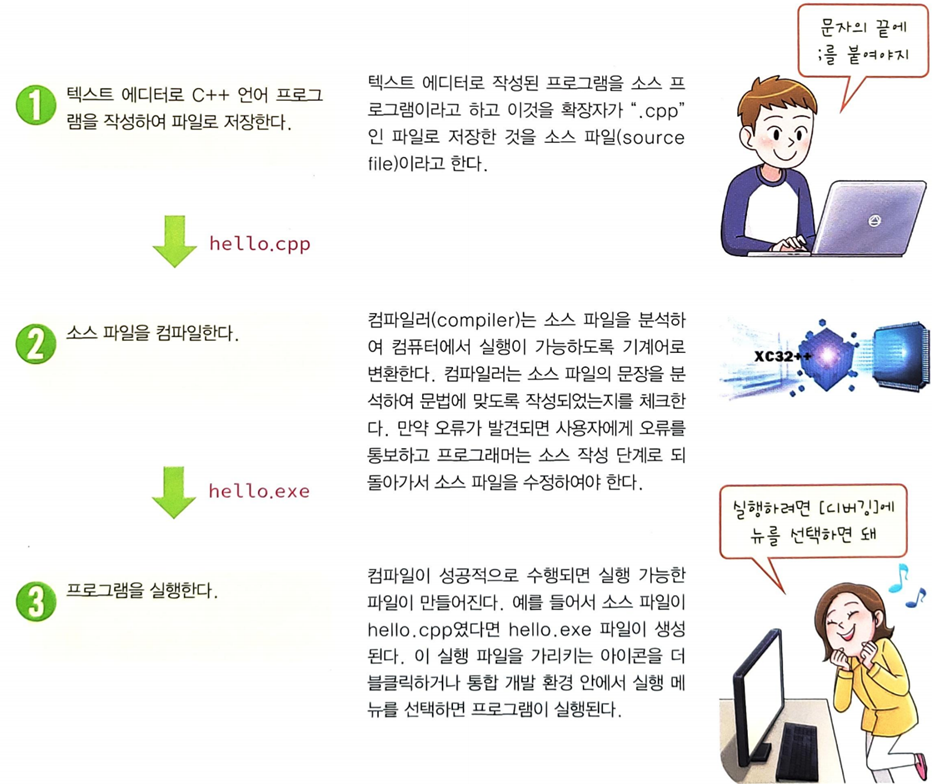 문자의 끝에
;를 붙여야지
1 텍스트 에디터로 C++ 언어 프로그
램을 작성하여 파일로 저장한다.
텍스트 에디터로 작성된 프로그램을 소스 프
로그램이라고 하고 이것을 확장자가 “.cpp”
인 파일로 저장한 것을 소스 파일(source
file)이라고 한다.
hello.cpp
2 소스 파일을 컴파일한다.
컴파일러(compiler)는 소스 파일을 분석하
여 컴퓨터에서 실행이 가능하도록 기계어로
변환한다. 컴파일러는 소스 파일의 문장을 분
석하여 문법에 맞도록 작성되었는지를 체크한
다. 만약 오류가 발견되면 사용자에게 오류를
통보하고 프로그래머는 소스 작성 단계로 되
돌아가서 소스 파일을 수정하여야 한다.
XC32++
hello.exe
실행하려면 [디버깅]에
뉴를 선택하면 돼
3 프로그램을 실행한다.
컴파일이 성공적으로 수행되면 실행 가능한
파일이 만들어진다. 예를 들어서 소스 파일이
hello.cpp였다면 hello.exe 파일이 생성
된다. 이 실행 파일을 가리키는 아이콘을 더
블클릭하거나 통합 개발 환경 안에서 실행 메
뉴를 선택하면 프로그램이 실행된다.